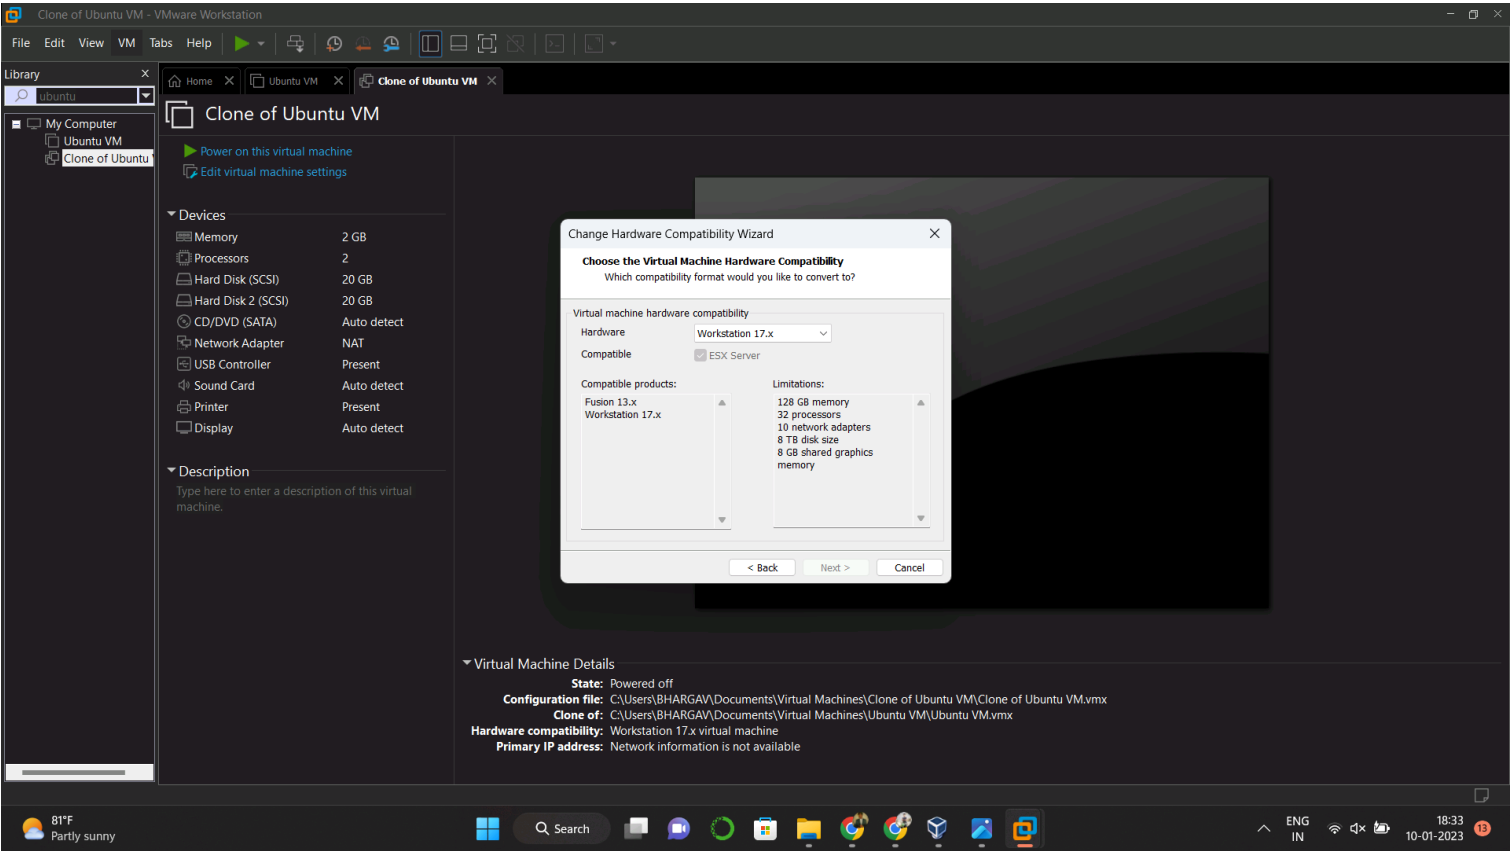 Clone of Ubuntu VM - VMware Workstation
File Edit View VM Tabs Help
Library X
ubuntu
My Computer
Ubuntu VM
Clone of Ubuntu
Home
Ubuntu VM
Clone of Ubuntu VM
Clone of Ubuntu VM
Power on this virtual machine
Edit virtual machine settings
Devices
Memory 2 GB
Processors 2
Hard Disk (SCSI) 20 GB
Hard Disk 2 (SCSI) 20 GB
CD/DVD (SATA) Auto detect
Network Adapter NAT
USB Controller Present
Sound Card Auto detect
Printer Present
Display Auto detect
Description
Type here to enter a description of this virtual
machine.
Change Hardware Compatibility Wizard
Choose the Virtual Machine Hardware Compatibility
Which compatibility format would you like to convert to?
Virtual machine hardware compatibility
Hardware Workstation 17.x
Compatible ESX Server
Compatible products:
Fusion 13.x
Workstation 17.x
Limitations:
128 GB memory
32 processors
10 network adapters
8 TB disk size
8 GB shared graphics
memory
< Back Next > Cancel
Virtual Machine Details
State: Powered off
Configuration file: C:\Users\BHARGAV\Documents\Virtual Machines\Clone of Ubuntu VM\Clone of Ubuntu VM.vmx
Clone of: C:\Users\BHARGAV\Documents\Virtual Machines\Ubuntu VM\Ubuntu VM.vmx
Hardware compatibility: Workstation 17.x virtual machine
Primary IP address: Network information is not available
81°F
Partly sunny
Search
ENG
IN
18:33
10-01-2023
13